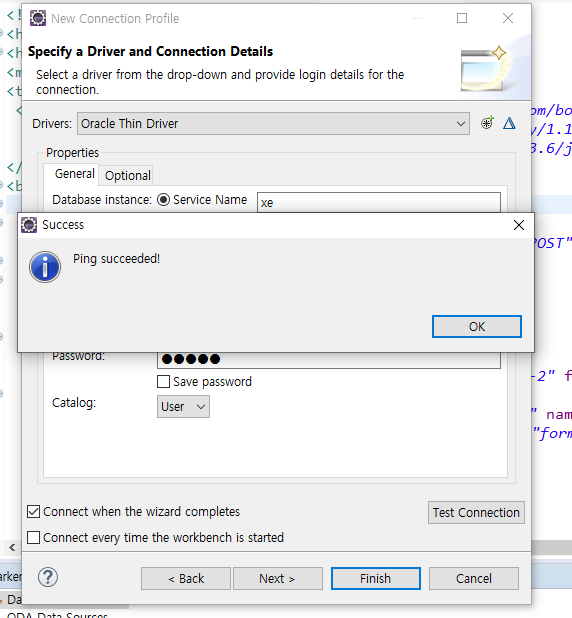 New Connection Profile
Specify a Driver and Connection Details
Select a driver from the drop-down and provide login details for the
connection.
Drivers: Oracle Thin Driver
Properties
General Optional
Database instance: Service Name xe
Success
Ping succeeded!
OK
Password: ●●●●●
Save password
Catalog: User
Connect when the wizard completes
Test Connection
Connect every time the workbench is started
? < Back Next > Finish Cancel
<!
<h
<h
<m
<t
<
</
<b
om/bo
/1.1
3.6/j
POST"
-2" f
" nam
"form
arker
Da
ODA Data Sources